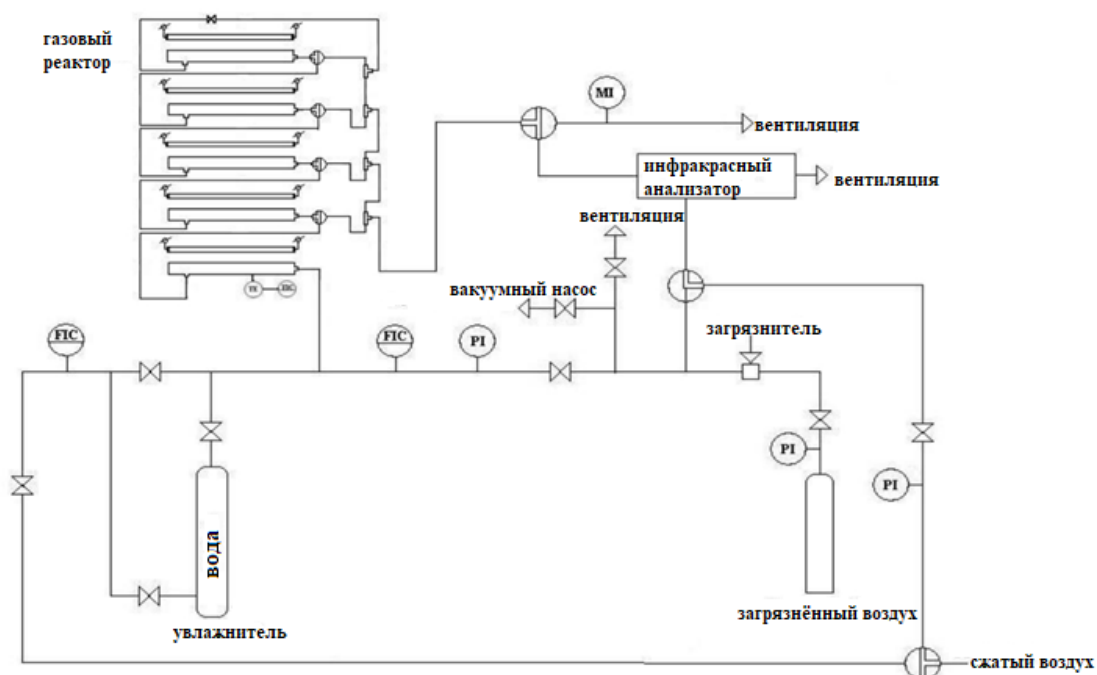 газовый
реактор
MI
вентиляция
инфракрасный
анализатор
вентиляция
вентиляция
вакуумный насос
загрязнитель
FIC
FIC
PI
PI
PI
вода
увлажнитель
загрязнённый воздух
сжатый воздух